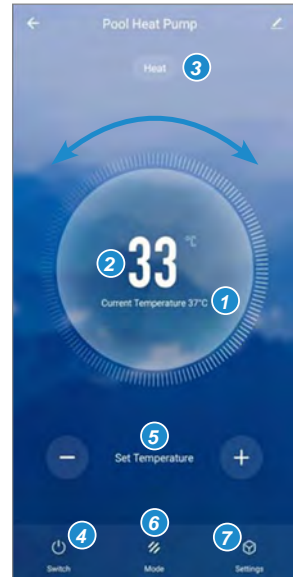 Pool Heat Pump
Heat 3
2 33 °C
Current Temperature 37°C 1
5
Set Temperature
4 6 7
Switch Mode Settings